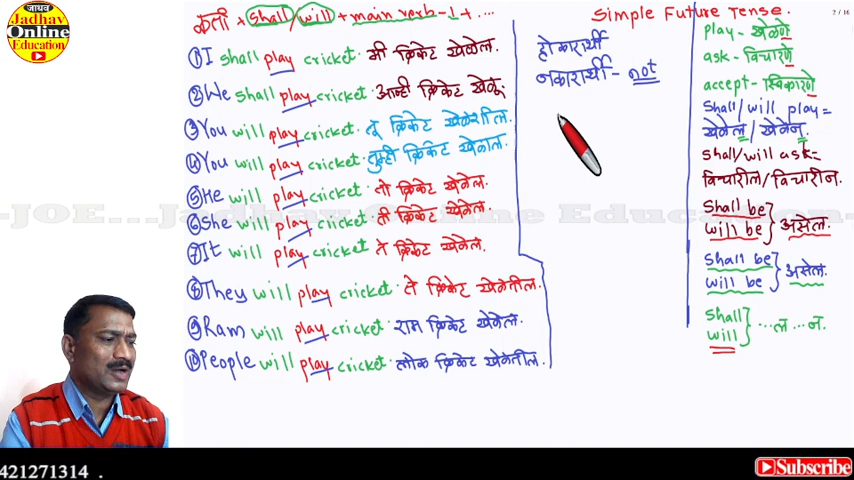 जाधव
Jadhav
Online
Education
Simple Future Tense.
2 / 16
कर्ता + shall / will + main verb-1 + ....
① I shall play cricket. मी क्रिकेट खेळेल.
② We shall play cricket. आम्ही क्रिकेट खेळू.
③ You will play cricket. तू क्रिकेट खेळशील.
④ You will play cricket. तुम्ही क्रिकेट खेळाल.
⑤ He will play cricket. तो क्रिकेट खेळेल.
⑥ She will play cricket. ती क्रिकेट खेळेल.
⑦ It will play cricket. ते क्रिकेट खेळेल.
⑧ They will play cricket. ते क्रिकेट खेळतील.
⑨ Ram will play cricket. राम क्रिकेट खेळेल.
⑩ People will play cricket. लोक क्रिकेट खेळतील.
होकारार्थी
नकारार्थी - not
play - खेळणे
ask - विचारणे
accept - स्विकारणे
shall/will play =
खेळेल / खेळेन.
shall/will ask =
विचारील / विचारीन.
shall be
will be } असेल.
shall be
will be } असेल.
shall
will } ...ल ...न.
-JOE...Jadhav Online Education-
421271314 .
Subscribe